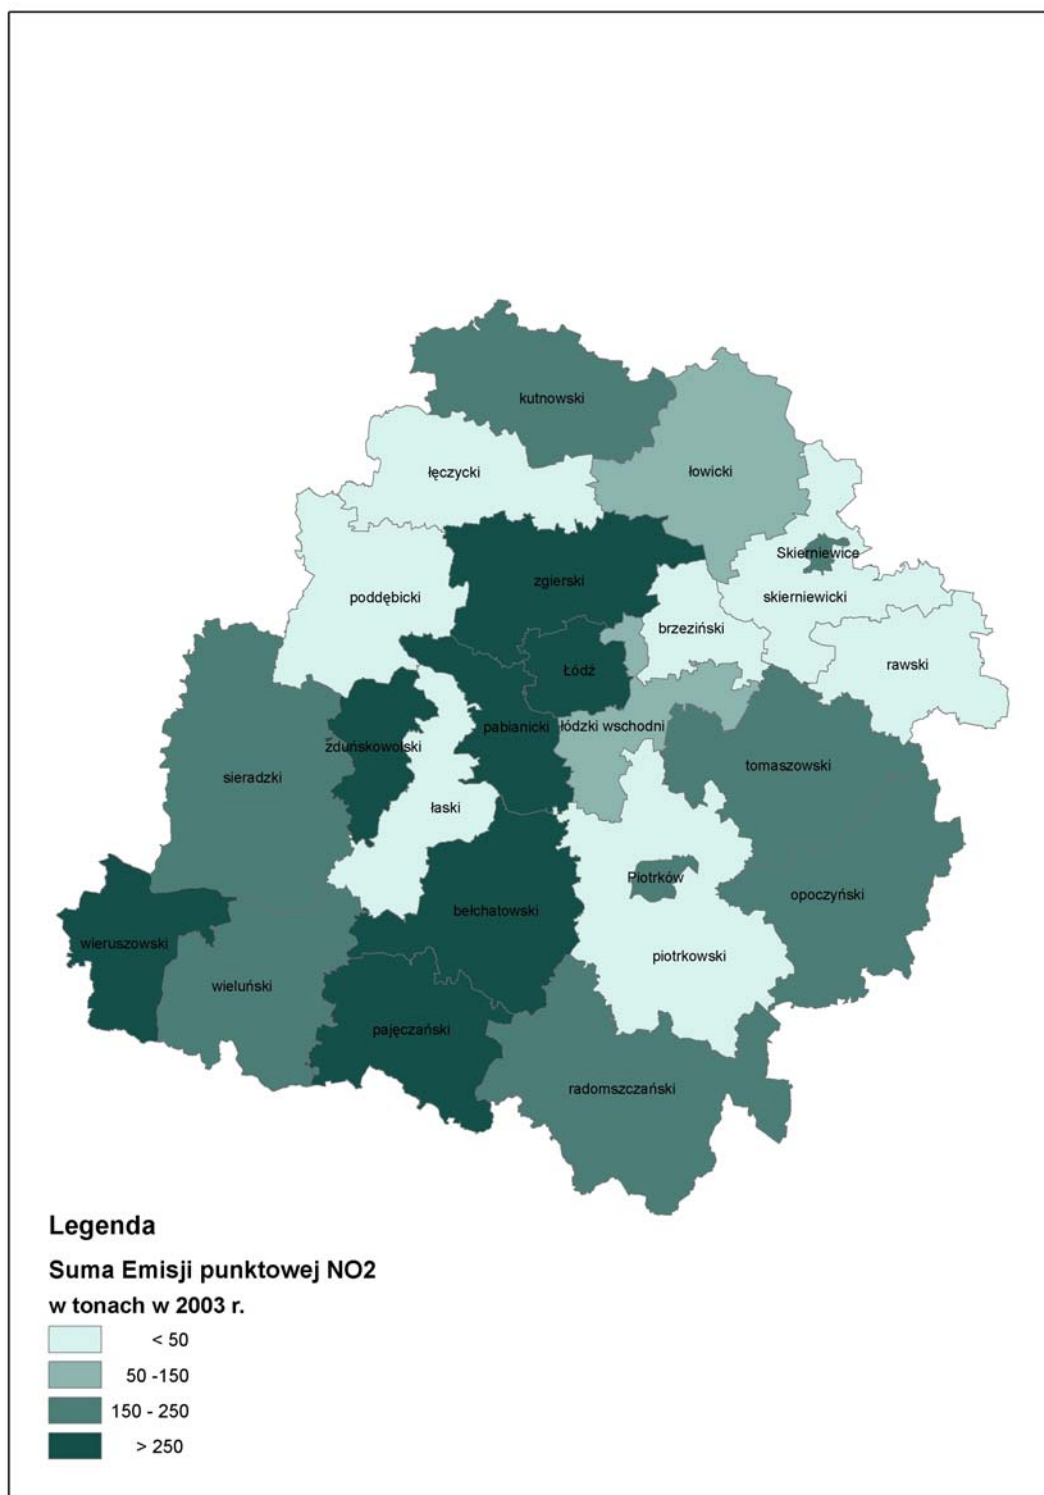 kutnowski
łęczycki
łowicki
Skierniewice
zgierski
poddębicki
skierniewicki
brzeziński
rawski
Łódź
pabianicki
łódzki wschodni
zduńskowolski
tomaszowski
sieradzki
łaski
Piotrków
opoczyński
bełchatowski
wieruszowski
piotrkowski
wieluński
pajęczański
radomszczański
Legenda
Suma Emisji punktowej NO2
w tonach w 2003 r.
< 50
50 -150
150 - 250
> 250